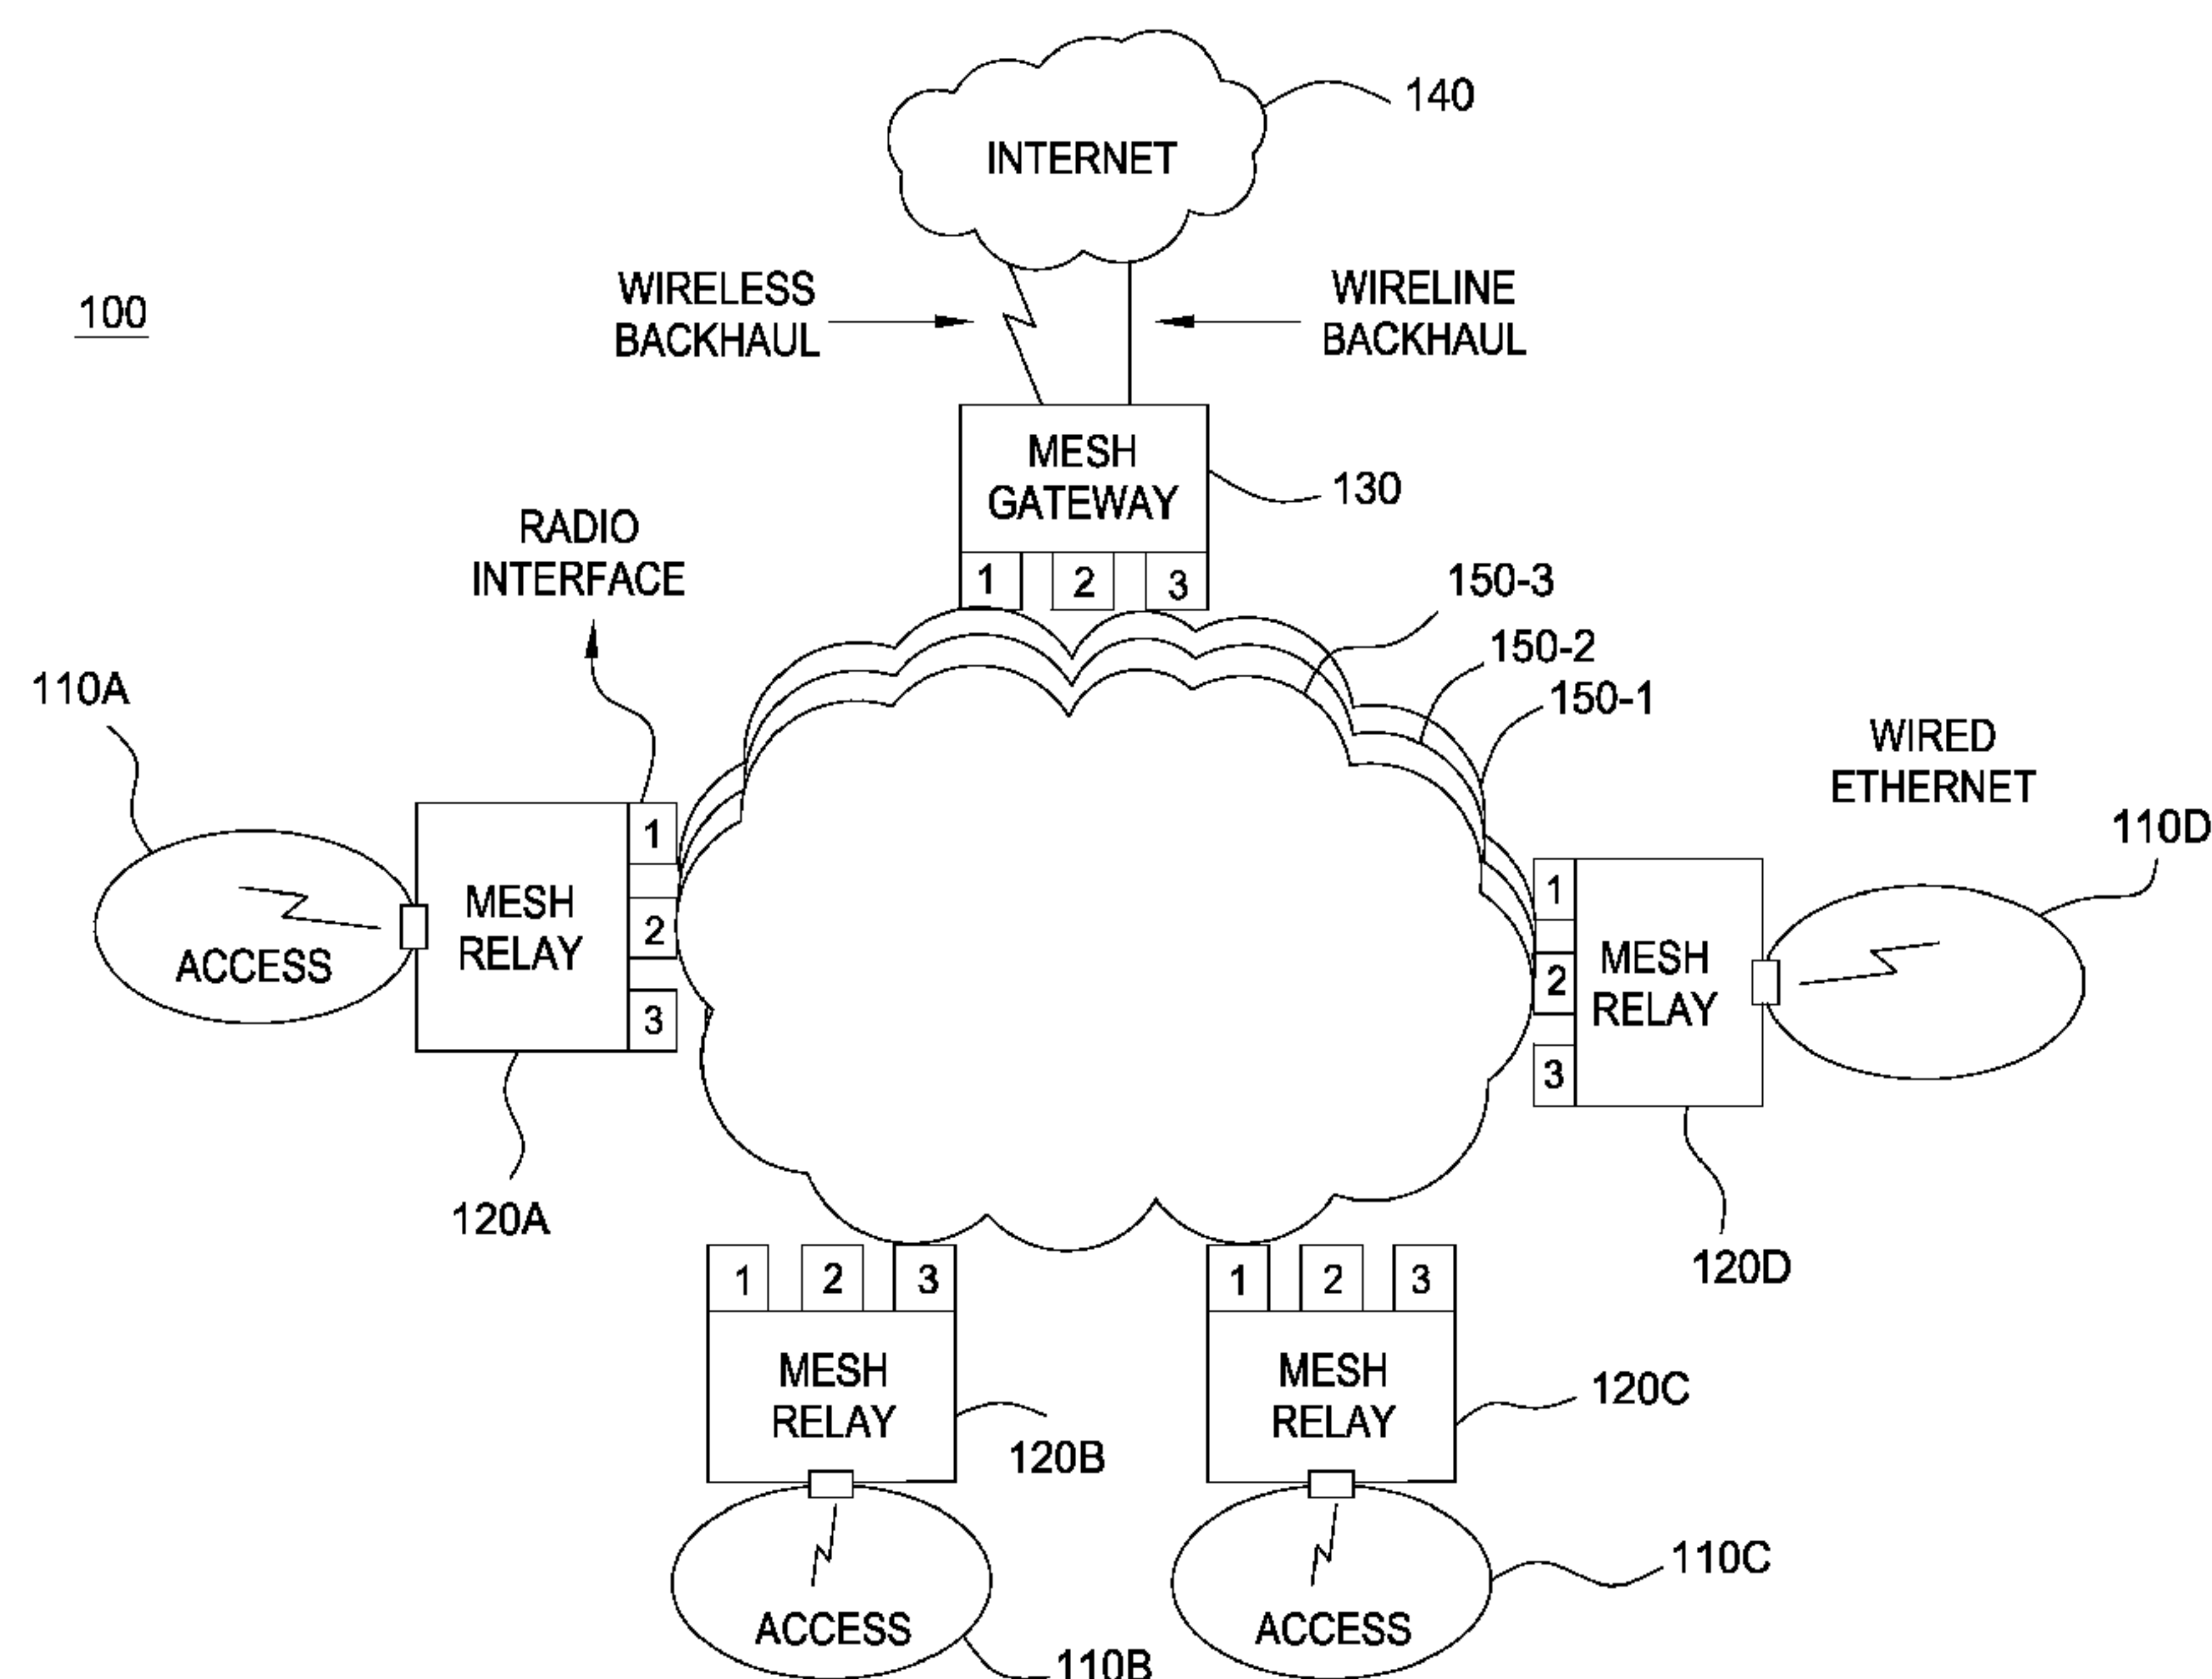 140
INTERNET
WIRELESS
BACKHAUL
WIRELINE
BACKHAUL
100
MESH
GATEWAY
130
1 2 3
RADIO
INTERFACE
150-3
150-2
150-1
110A
WIRED
ETHERNET
110D
1
2
3
MESH
RELAY
ACCESS
1
2
3
MESH
RELAY
120A
120D
1 2 3
MESH
RELAY
120B
1 2 3
MESH
RELAY
120C
ACCESS
110B
ACCESS
110C